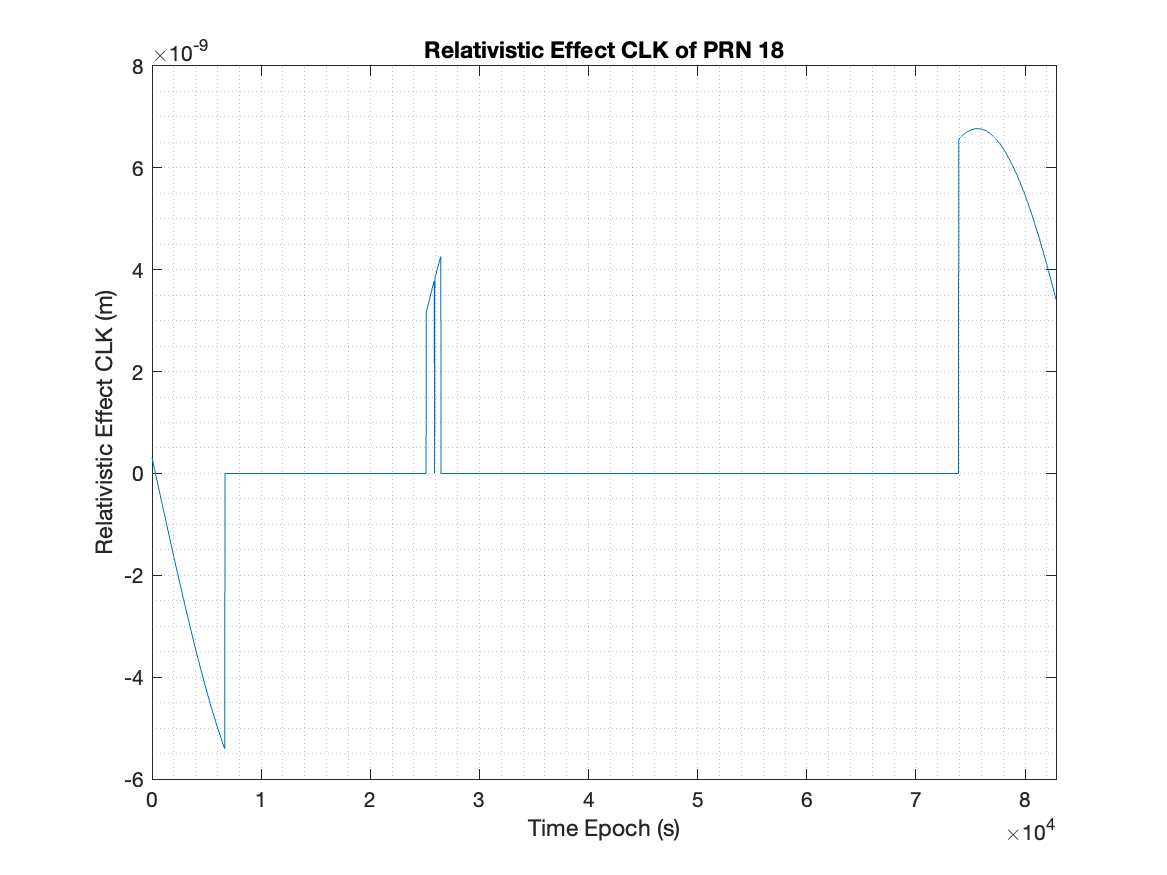 Relativistic Effect CLK of PRN 18
×10-9
8
6
4
2
0
-2
-4
-6
Relativistic Effect CLK (m)
0 1 2 3 4 5 6 7 8
Time Epoch (s)
×104